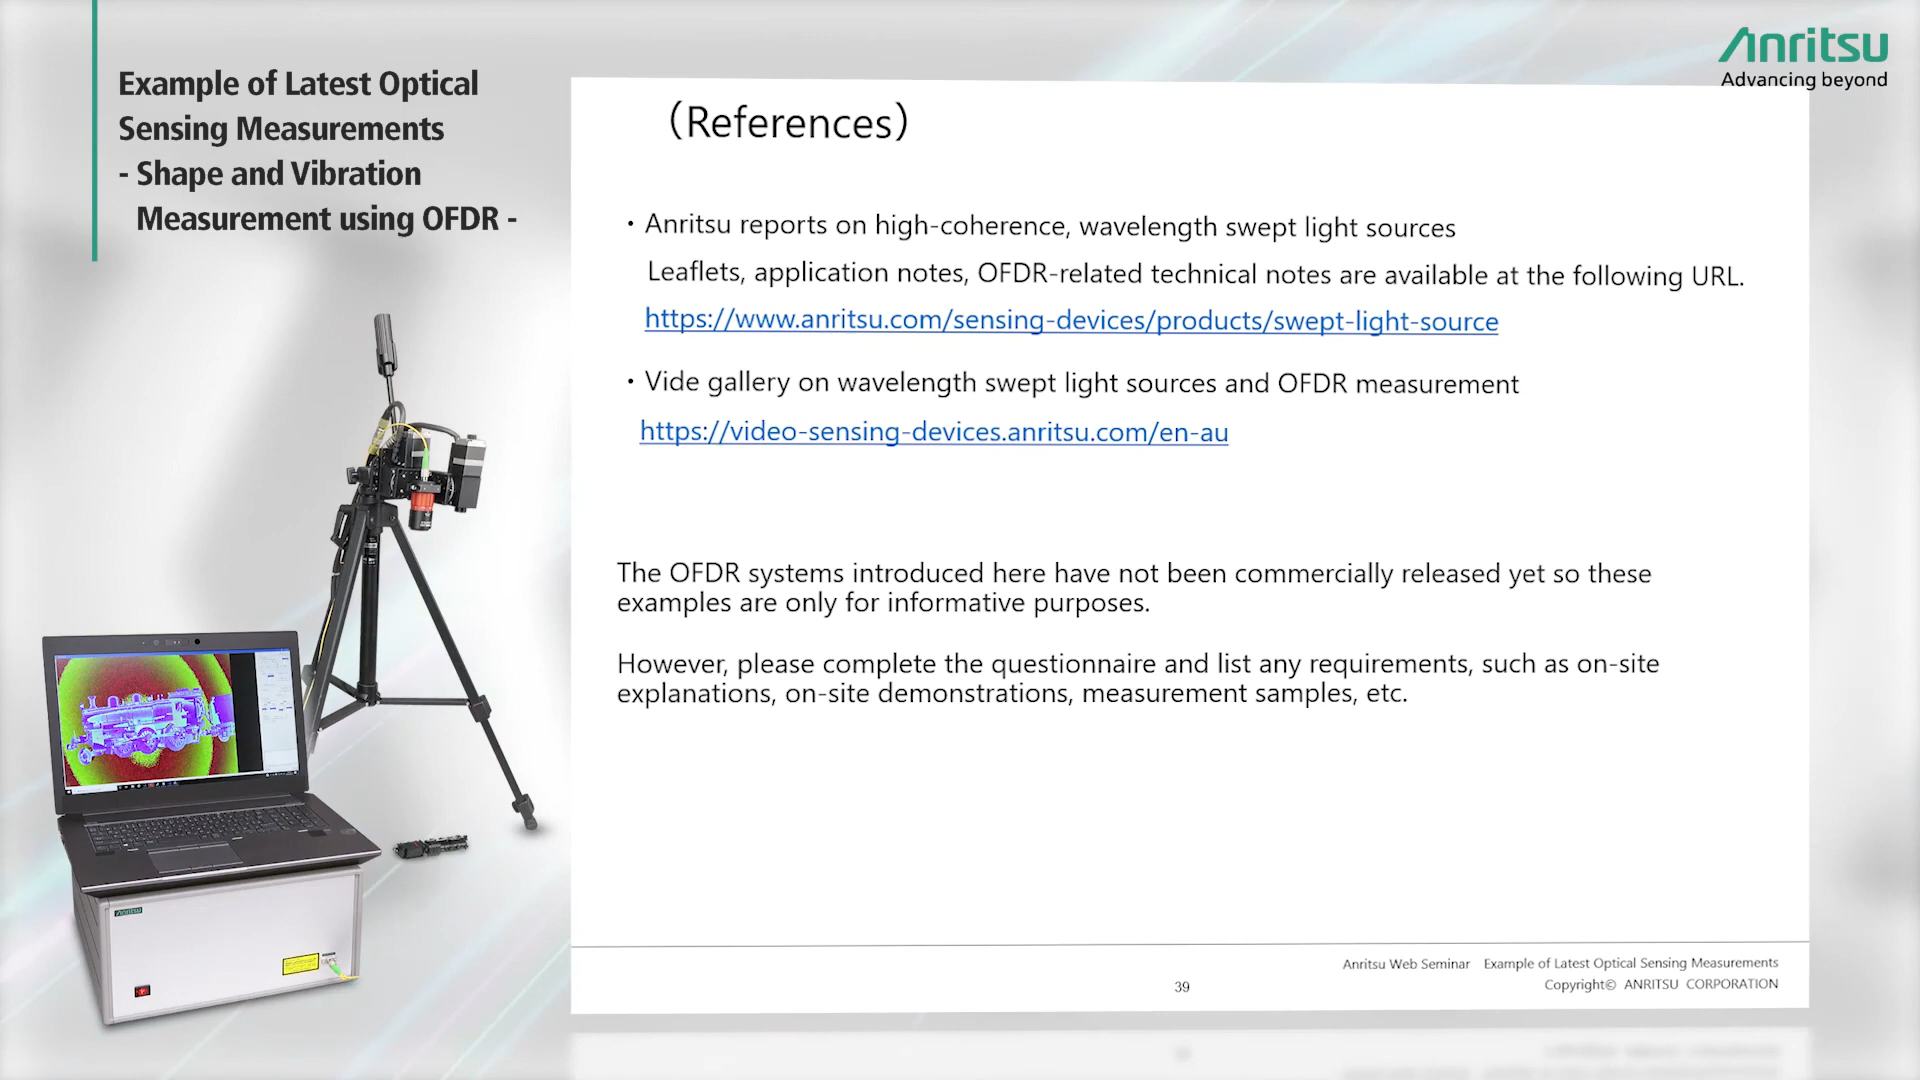 Example of Latest Optical
Sensing Measurements
- Shape and Vibration
Measurement using OFDR -
Anritsu
Advancing beyond
（References）
・Anritsu reports on high-coherence, wavelength swept light sources
Leaflets, application notes, OFDR-related technical notes are available at the following URL.
https://www.anritsu.com/sensing-devices/products/swept-light-source
・Vide gallery on wavelength swept light sources and OFDR measurement
https://video-sensing-devices.anritsu.com/en-au
The OFDR systems introduced here have not been commercially released yet so these
examples are only for informative purposes.
However, please complete the questionnaire and list any requirements, such as on-site
explanations, on-site demonstrations, measurement samples, etc.
Anritsu Web Seminar Example of Latest Optical Sensing Measurements
39
Copyright© ANRITSU CORPORATION
Anritsu